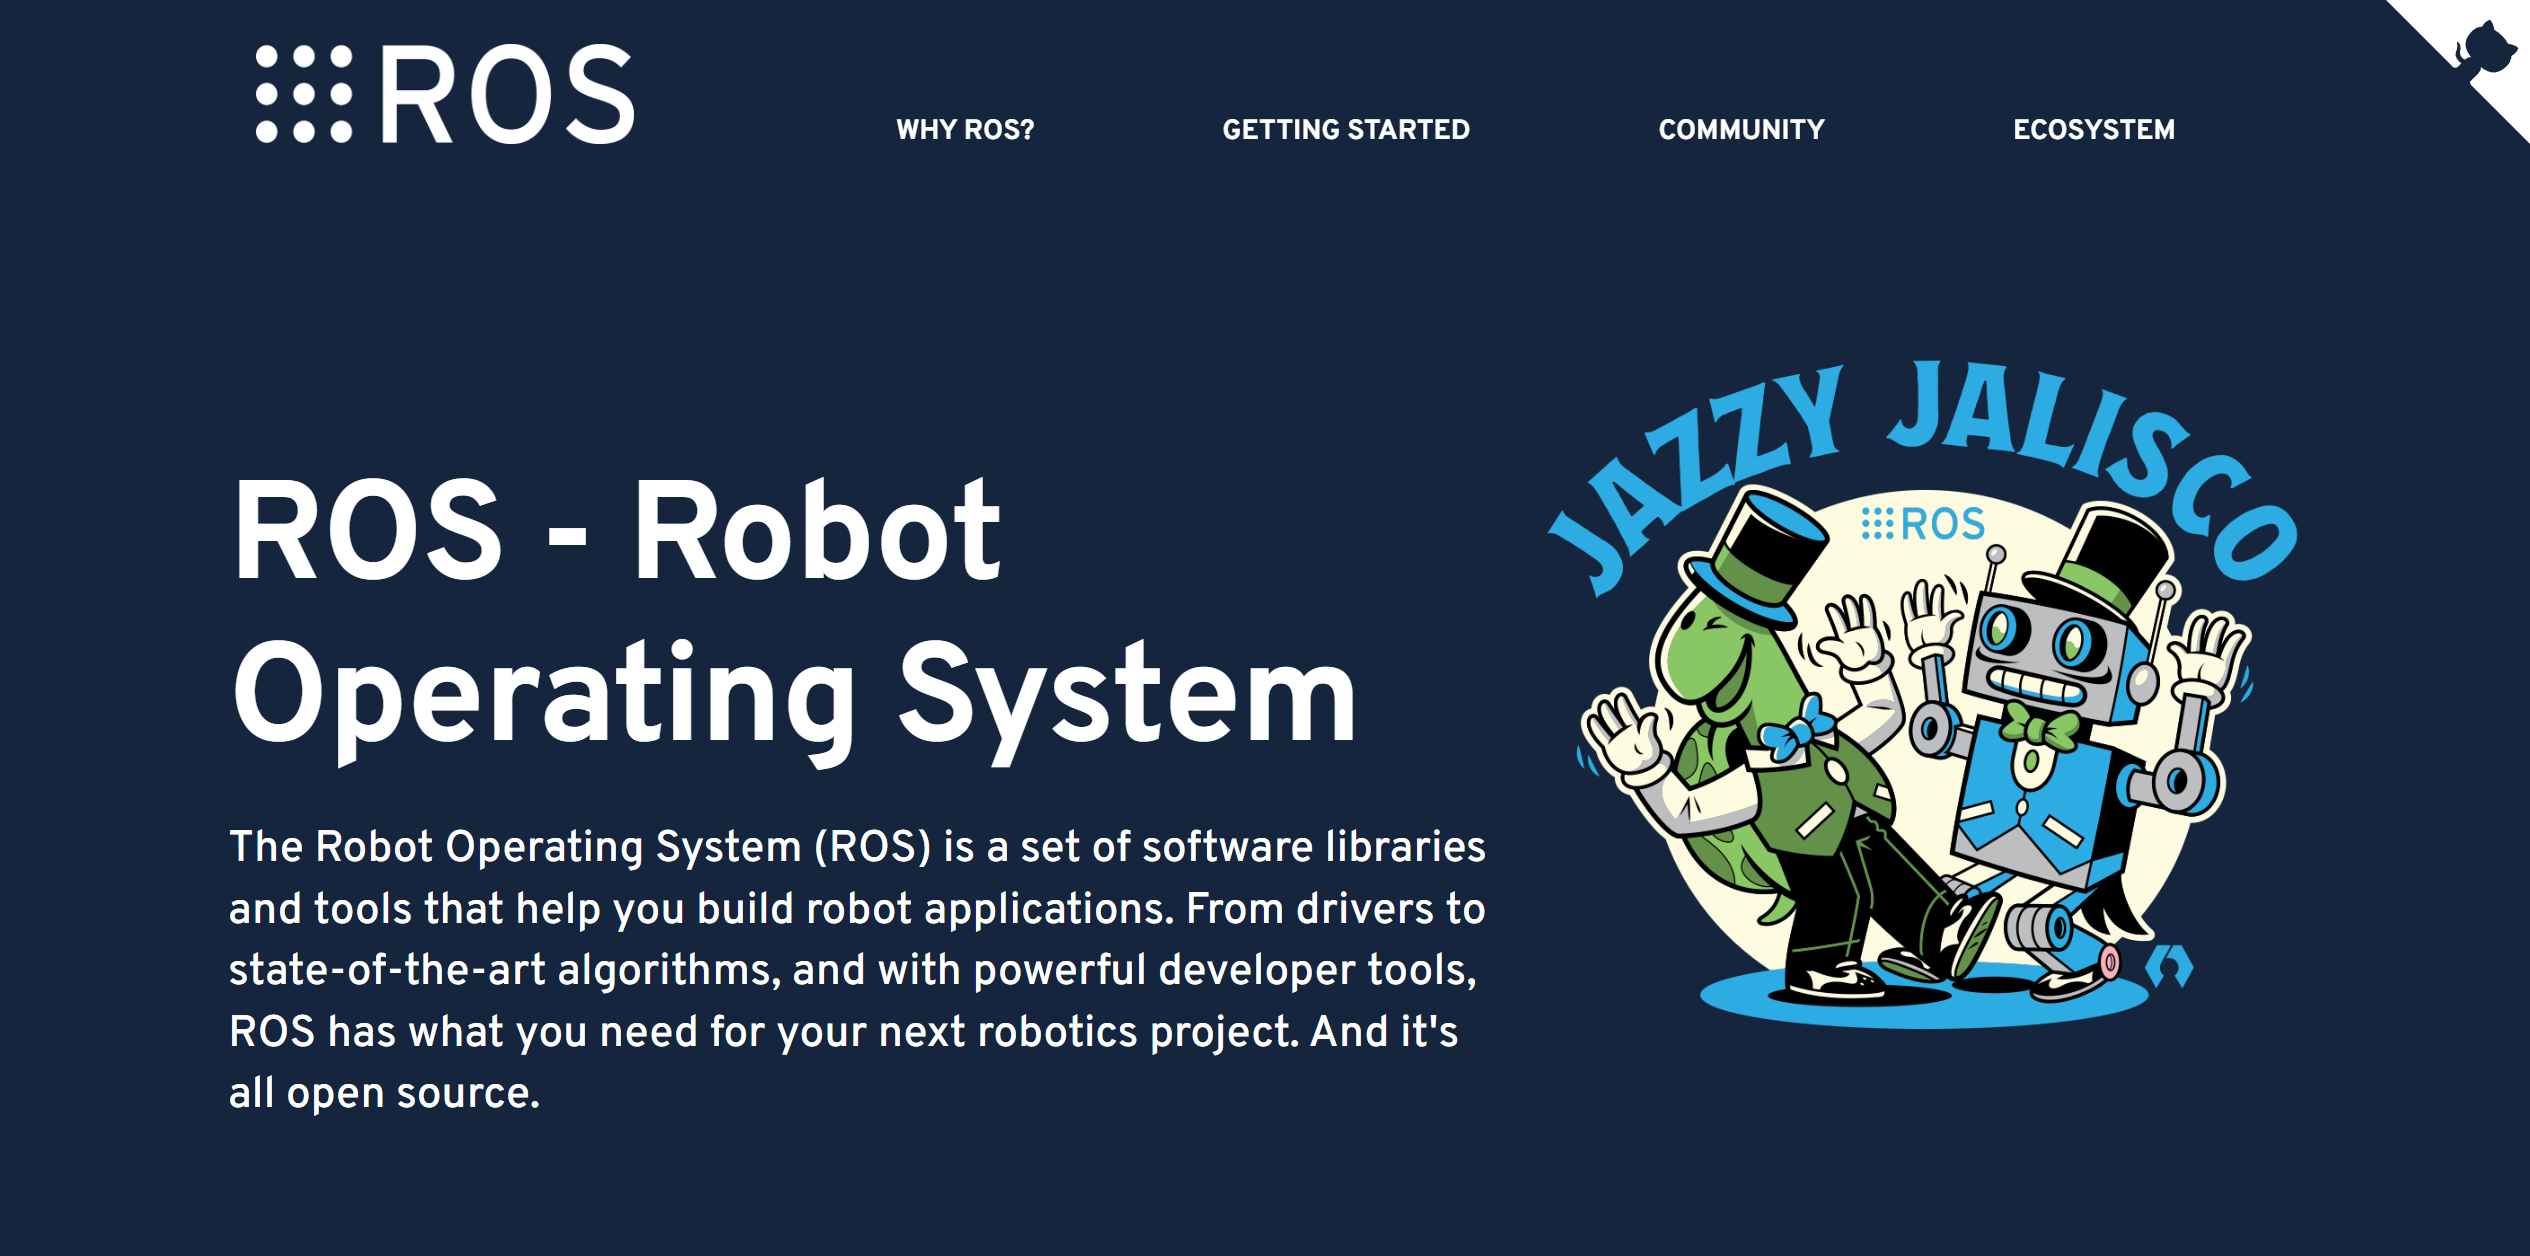 ROS
WHY ROS?
GETTING STARTED
COMMUNITY
ECOSYSTEM
ROS - Robot
Operating System
The Robot Operating System (ROS) is a set of software libraries
and tools that help you build robot applications. From drivers to
state-of-the-art algorithms, and with powerful developer tools,
ROS has what you need for your next robotics project. And it's
all open source.
JAZZY JALISCO
ROS